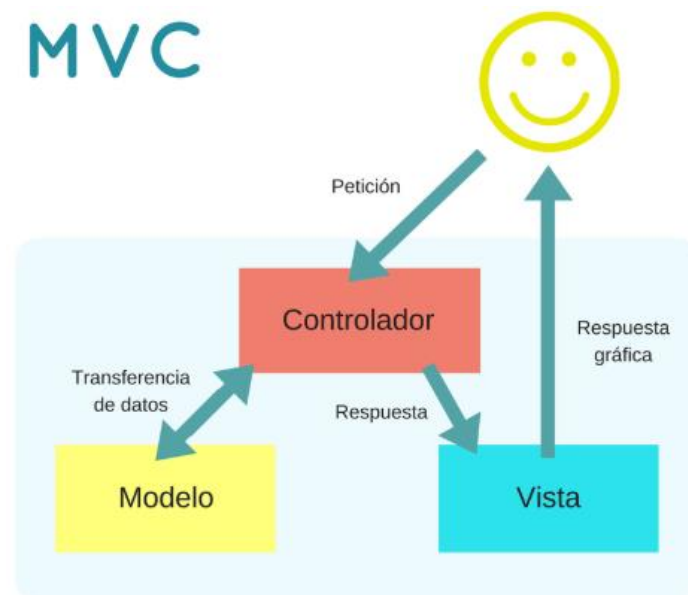 MVC
Petición
Controlador
Respuesta
gráfica
Transferencia
de datos
Respuesta
Modelo
Vista